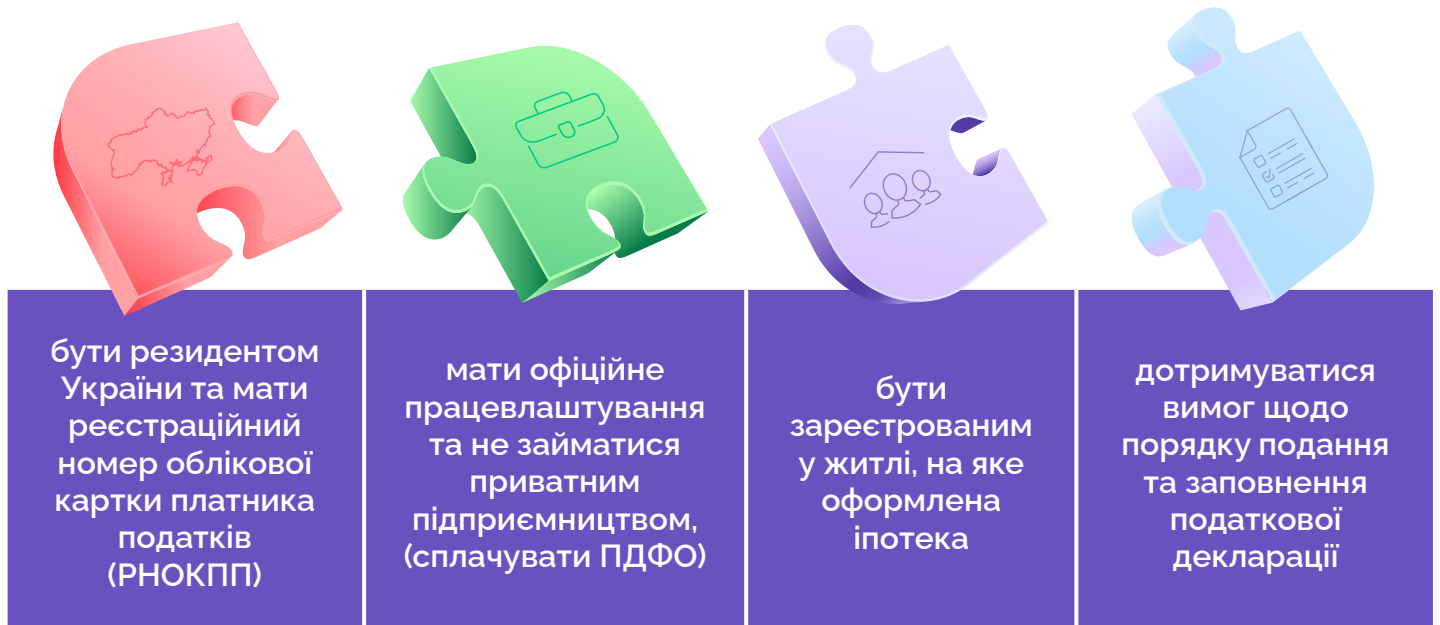 бути резидентом
України та мати
реєстраційний
номер облікової
картки платника
податків
(РНОКПП)
мати офіційне
працевлаштування
та не займатися
приватним
підприємництвом,
(сплачувати ПДФО)
бути
зареєстрованим
у житлі, на яке
оформлена
іпотека
дотримуватися
вимог щодо
порядку подання
та заповнення
податкової
декларації